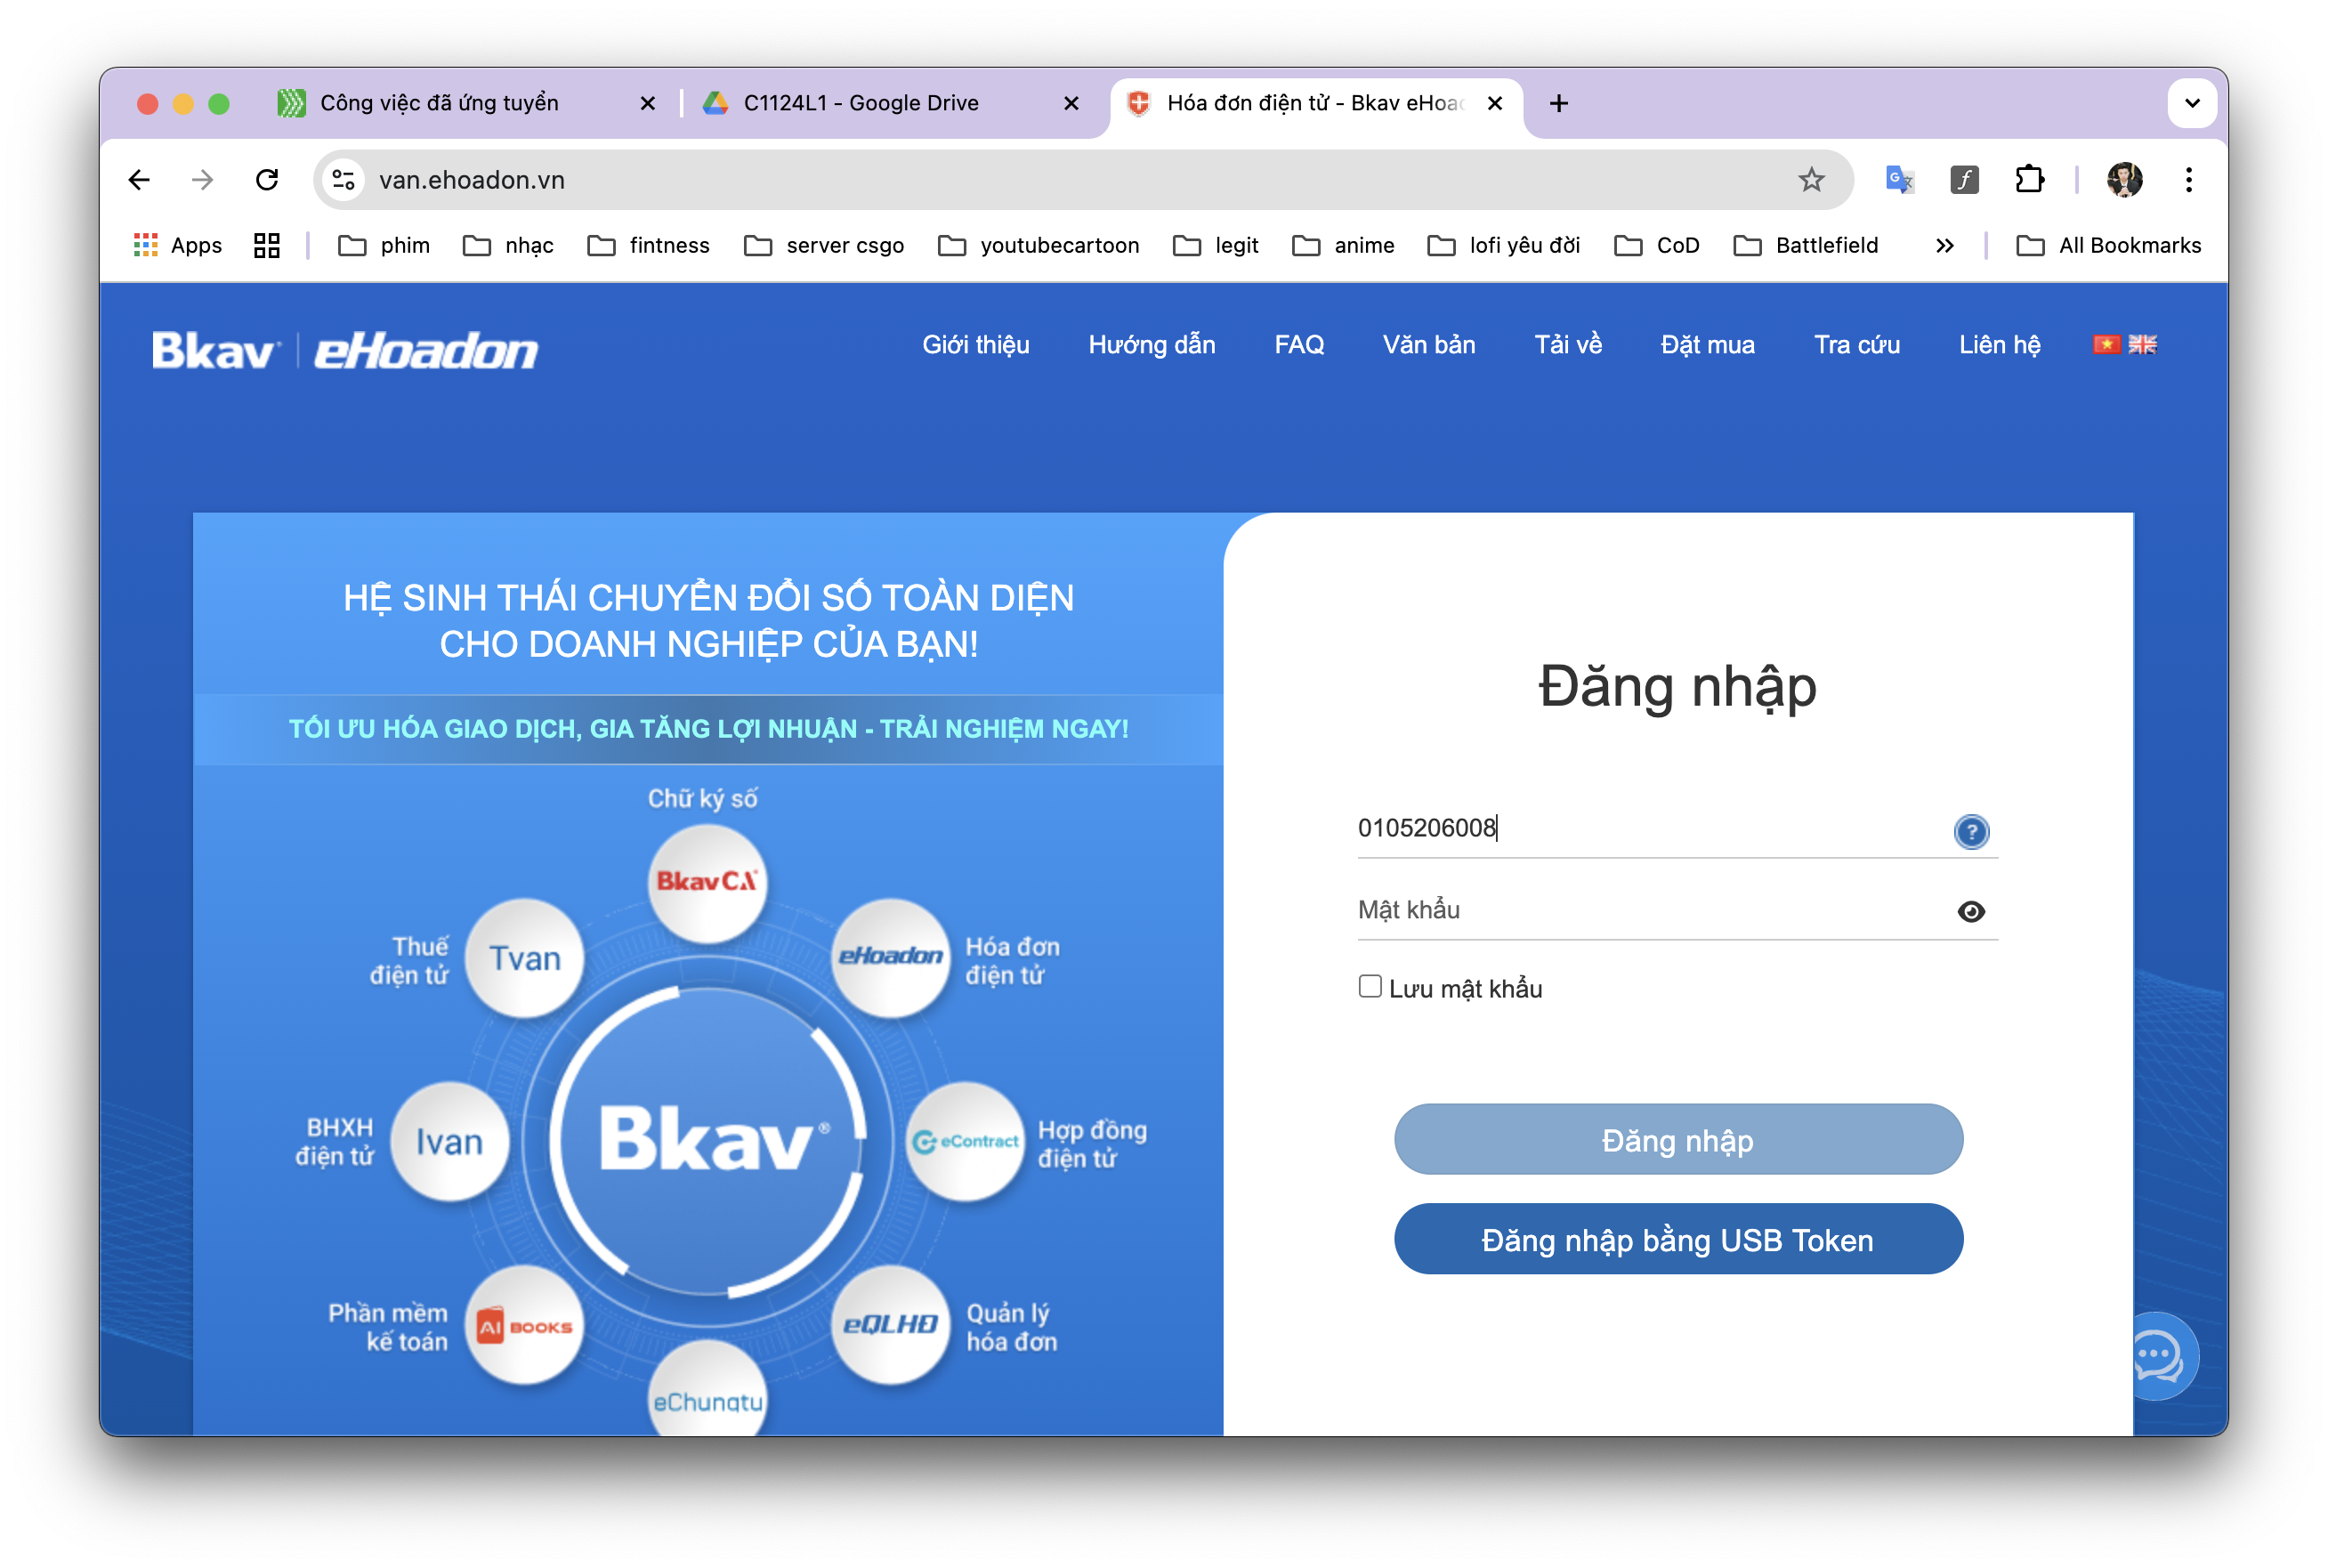 Công việc đã ứng tuyển
C1124L1 - Google Drive
Hóa đơn điện tử - Bkav eHoad
van.ehoadon.vn
Apps
phim
nhạc
fintness
server csgo
youtubecartoon
legit
anime
lofi yêu đời
CoD
Battlefield
All Bookmarks
Bkav eHoadon
Giới thiệu
Hướng dẫn
FAQ
Văn bản
Tải về
Đặt mua
Tra cứu
Liên hệ
HỆ SINH THÁI CHUYỂN ĐỔI SỐ TOÀN DIỆN
CHO DOANH NGHIỆP CỦA BẠN!
TỐI ƯU HÓA GIAO DỊCH, GIA TĂNG LỢI NHUẬN - TRẢI NGHIỆM NGAY!
Chữ ký số
Bkav CA
Thuế
điện tử
Tvan
eHoadon
Hóa đơn
điện tử
BHXH
điện tử
Ivan
Bkav®
eContract
Hợp đồng
điện tử
Phần mềm
kế toán
AI BOOKS
eQLHD
Quản lý
hóa đơn
eChungtu
Đăng nhập
0105206008
Mật khẩu
Lưu mật khẩu
Đăng nhập
Đăng nhập bằng USB Token